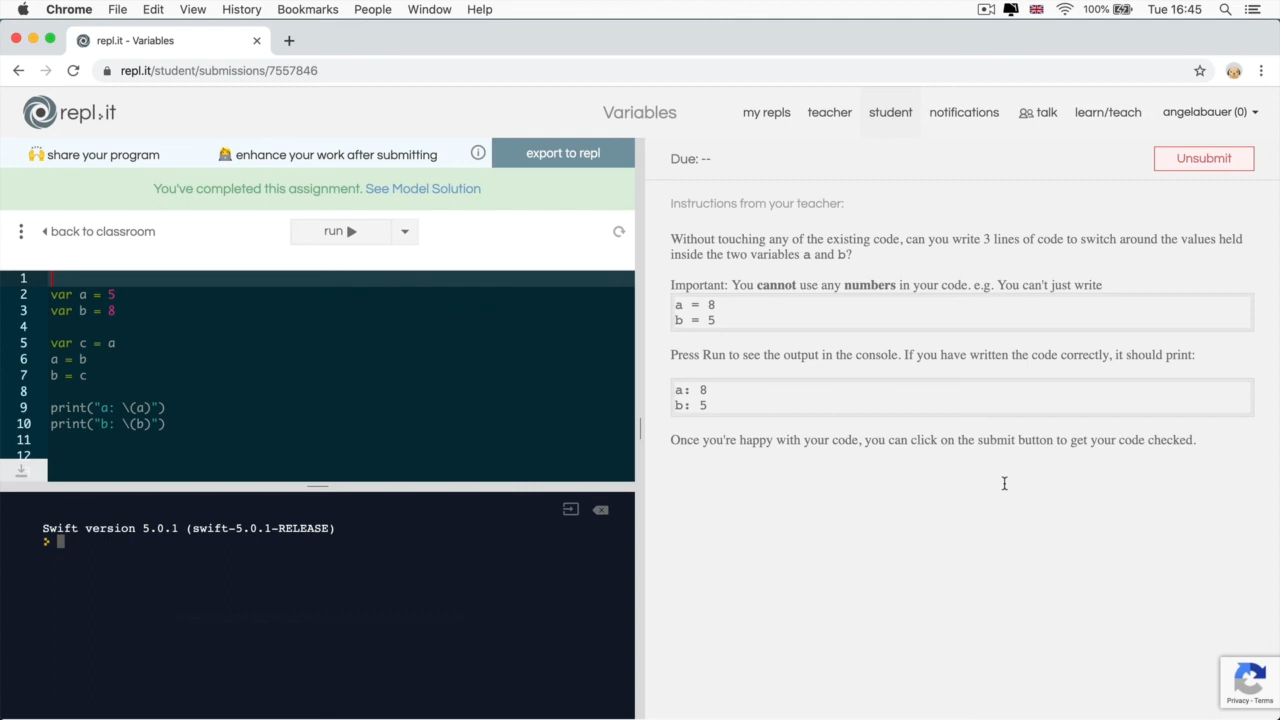 Chrome File Edit View History Bookmarks People Window Help 100% Tue 16:45
repl.it - Variables
repl.it/student/submissions/7557846
repl.it Variables my repls teacher student notifications talk learn/teach angelabauer (0)
share your program enhance your work after submitting export to repl
You've completed this assignment. See Model Solution
back to classroom run
1
2 var a = 5
3 var b = 8
4
5 var c = a
6 a = b
7 b = c
8
9 print("a: \(a)")
10 print("b: \(b)")
11
12
Swift version 5.0.1 (swift-5.0.1-RELEASE)
Due: -- Unsubmit
Instructions from your teacher:
Without touching any of the existing code, can you write 3 lines of code to switch around the values held
inside the two variables a and b?
Important: You cannot use any numbers in your code. e.g. You can't just write
a = 8
b = 5
Press Run to see the output in the console. If you have written the code correctly, it should print:
a: 8
b: 5
Once you're happy with your code, you can click on the submit button to get your code checked.
Privacy - Terms